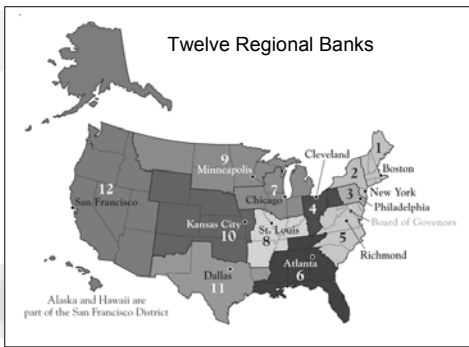 Twelve Regional Banks
9
Minneapolis
Cleveland
1
2
Boston
7
Chicago
12
San Francisco
3
New York
4
Philadelphia
Board of Govenors
Kansas City
10
St. Louis
8
5
Richmond
Dallas
11
Atlanta
6
Alaska and Hawaii are
part of the San Francisco District